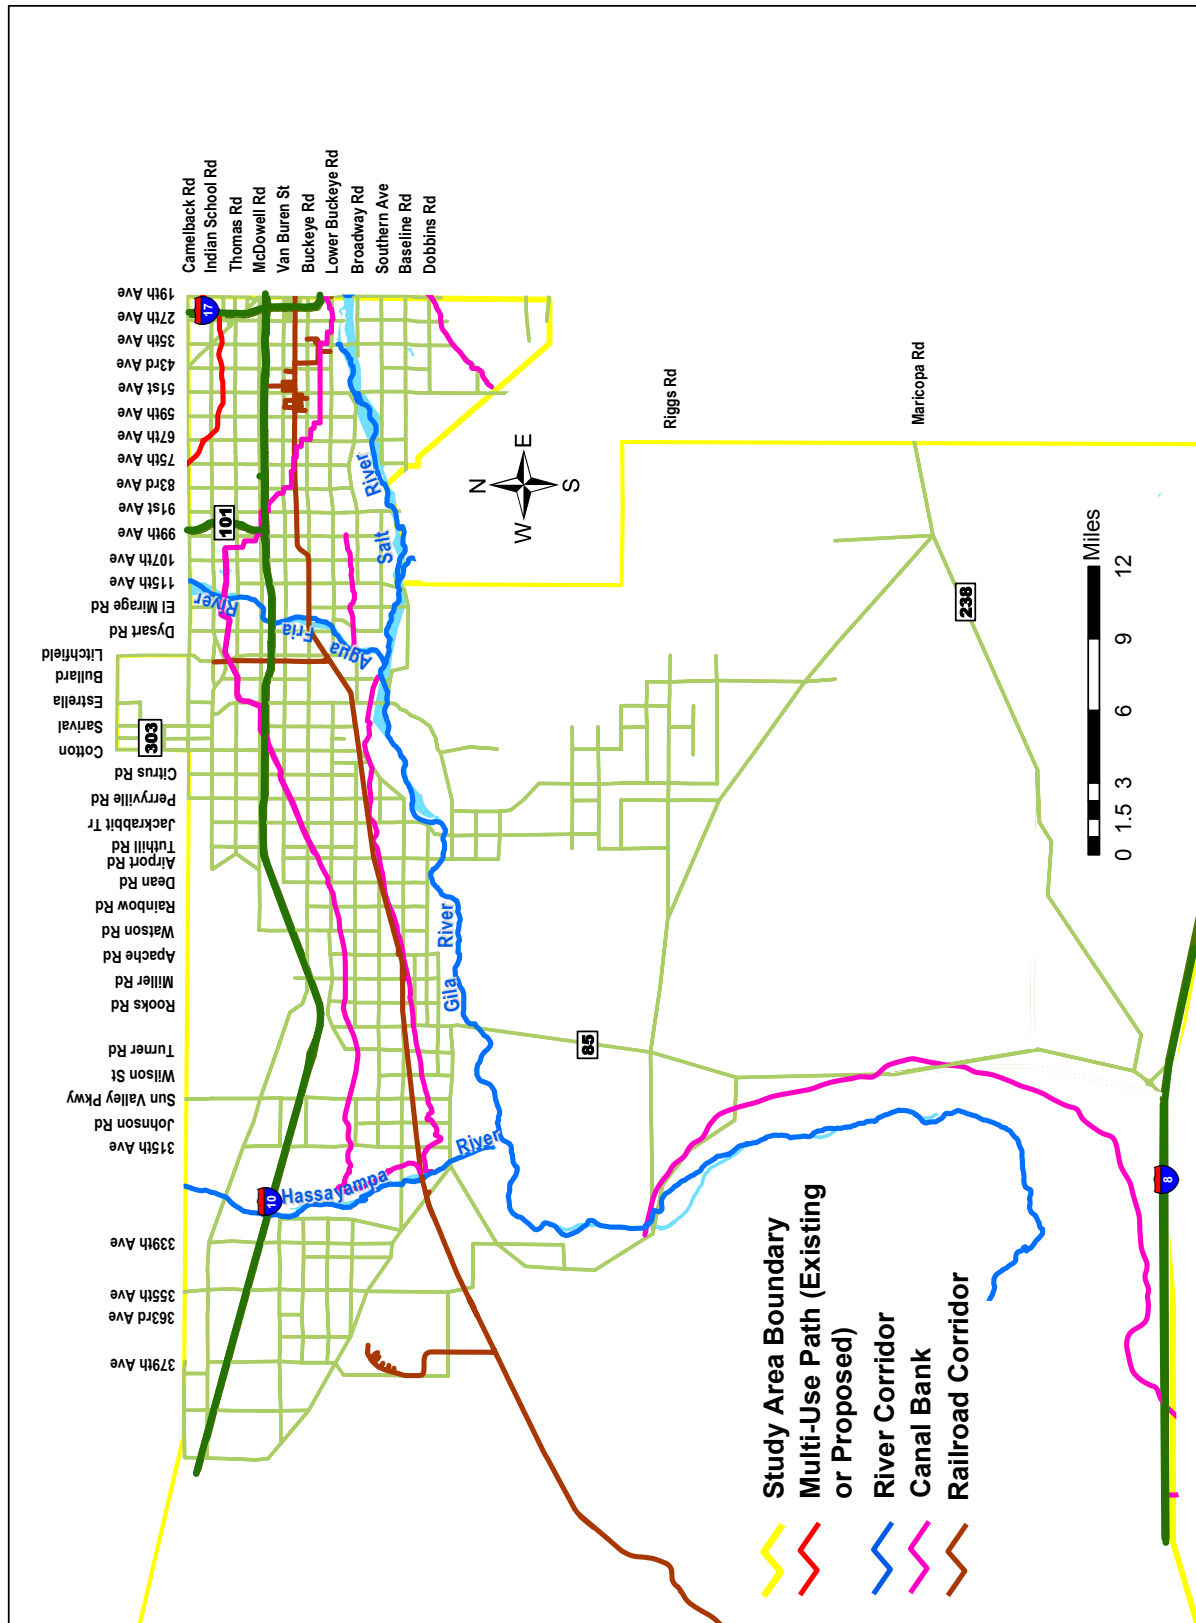 Camelback Rd
Indian School Rd
Thomas Rd
McDowell Rd
Van Buren St
Buckeye Rd
Lower Buckeye Rd
Broadway Rd
Southern Ave
Baseline Rd
Dobbins Rd
19th Ave
27th Ave
35th Ave
43rd Ave
51st Ave
59th Ave
67th Ave
75th Ave
83rd Ave
91st Ave
99th Ave
107th Ave
115th Ave
El Mirage Rd
Dysart Rd
Litchfield
Bullard
Estrella
Sarival
Cotton
Citrus Rd
Perryville Rd
Jackrabbit Tr
Tuthill Rd
Airport Rd
Dean Rd
Rainbow Rd
Watson Rd
Apache Rd
Miller Rd
Rooks Rd
Turner Rd
Wilson St
Sun Valley Pkwy
Johnson Rd
315th Ave
339th Ave
355th Ave
363rd Ave
379th Ave
17
101
303
10
85
238
8
Riggs Rd
Maricopa Rd
Salt River
Agua Fria River
Gila River
Hassayampa River
N
E
S
W
0 1.5 3 6 9 12 Miles
Study Area Boundary
Multi-Use Path (Existing
or Proposed)
River Corridor
Canal Bank
Railroad Corridor